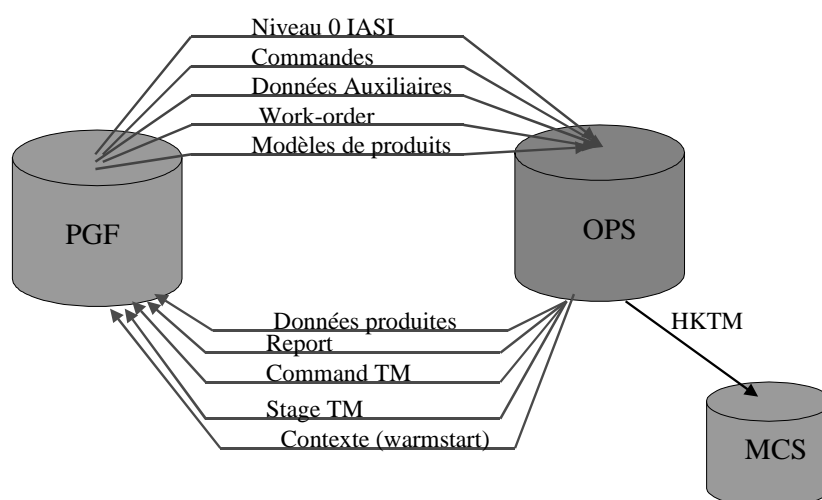 Niveau 0 IASI
Commandes
Données Auxiliaires
Work-order
Modèles de produits
PGF
OPS
Données produites
Report
Command TM
Stage TM
Contexte (warmstart)
HKTM
MCS